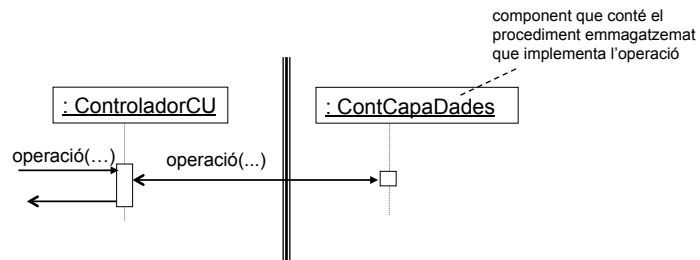 component que conté el
procediment emmagatzemat
que implementa l’operació
: ControladorCU
: ContCapaDades
operació(…)
operació(...)